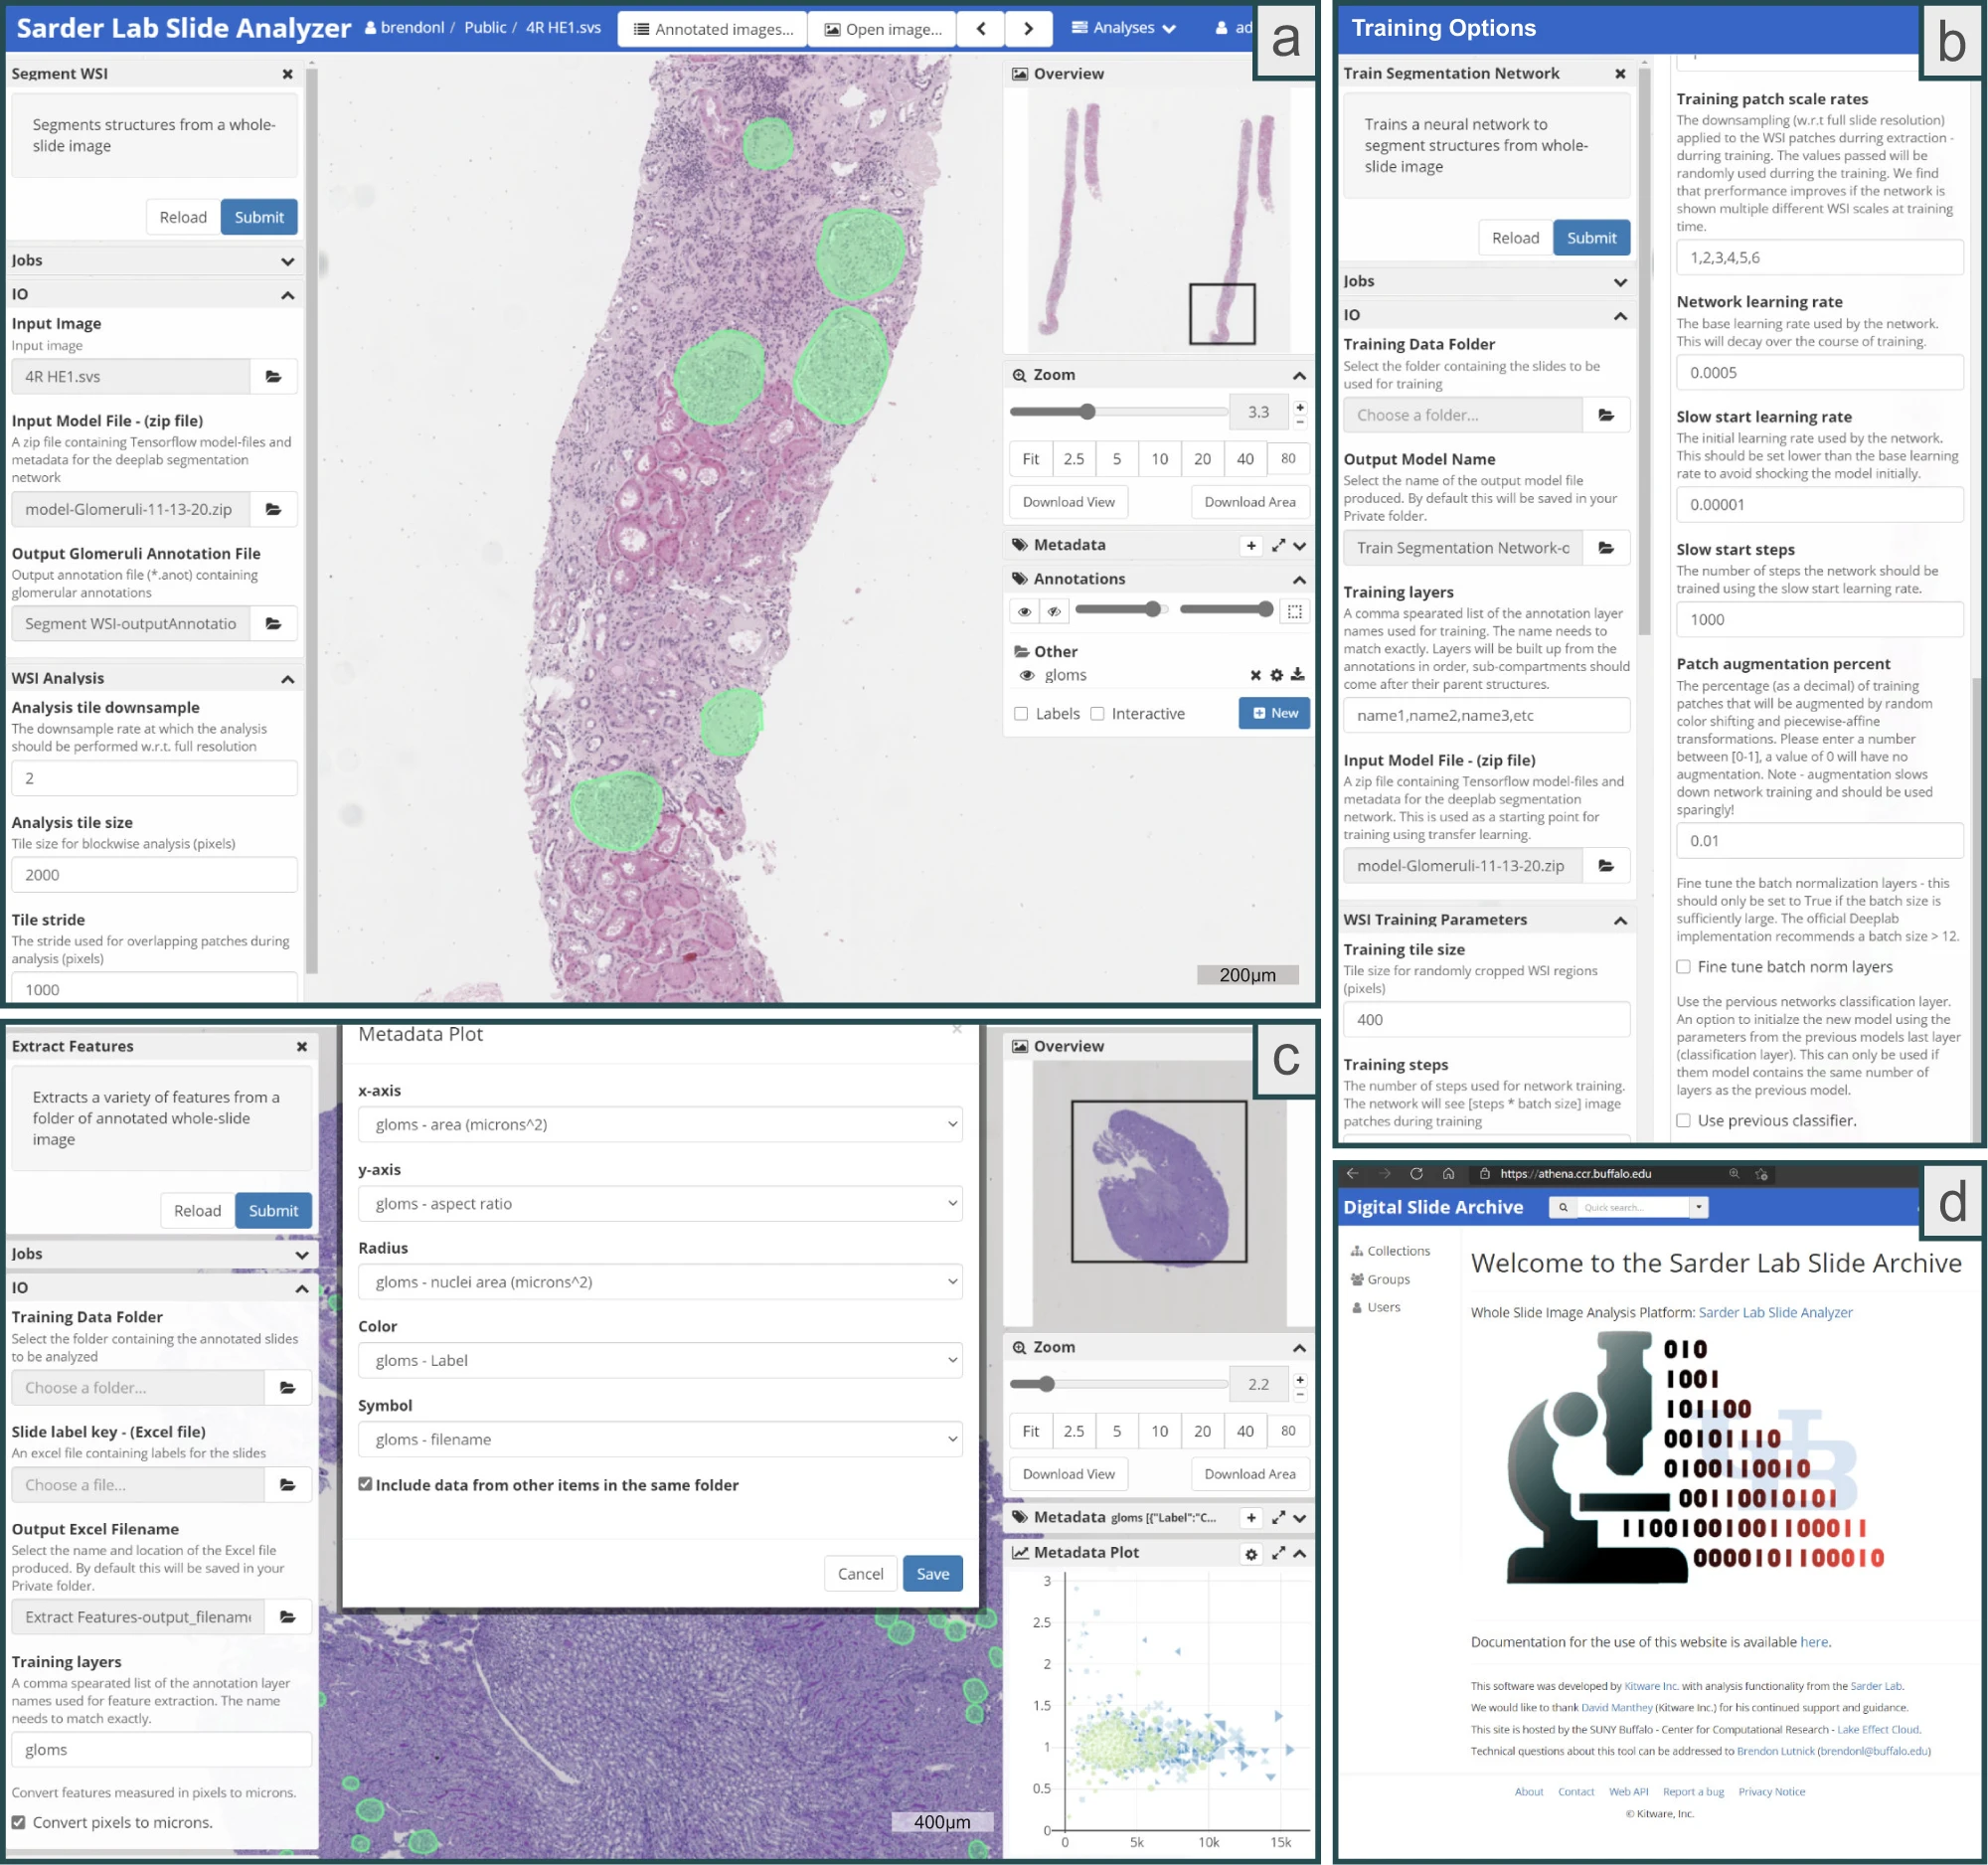 Sarder Lab Slide Analyzer brendonl / Public / 4R HE1.svs Annotated images... Open image... Analyses ad
a
Segment WSI
Segments structures from a whole-
slide image
Reload Submit
Jobs
IO
Input Image
Input image
4R HE1.svs
Input Model File - (zip file)
A zip file containing Tensorflow model-files and
metadata for the deeplab segmentation
network
model-Glomeruli-11-13-20.zip
Output Glomeruli Annotation File
Output annotation file (*.anot) containing
glomerular annotations
Segment WSI-outputAnnotatio
WSI Analysis
Analysis tile downsample
The downsample rate at which the analysis
should be performed w.r.t. full resolution
2
Analysis tile size
Tile size for blockwise analysis (pixels)
2000
Tile stride
The stride used for overlapping patches during
analysis (pixels)
1000
200μm
Overview
Zoom
3.3
Fit 2.5 5 10 20 40 80
Download View Download Area
Metadata
Annotations
Other
gloms
Labels Interactive New
Training Options
b
Train Segmentation Network
Trains a neural network to
segment structures from whole-
slide image
Reload Submit
Jobs
IO
Training Data Folder
Select the folder containing the slides to be
used for training
Choose a folder...
Output Model Name
Select the name of the output model file
produced. By default this will be saved in your
Private folder.
Train Segmentation Network-c
Training layers
A comma spearated list of the annotation layer
names used for training. The name needs to
match exactly. Layers will be built up from the
annotations in order, sub-compartments should
come after their parent structures.
name1,name2,name3,etc
Input Model File - (zip file)
A zip file containing Tensorflow model-files and
metadata for the deeplab segmentation
network. This is used as a starting point for
training using transfer learning.
model-Glomeruli-11-13-20.zip
WSI Training Parameters
Training tile size
Tile size for randomly cropped WSI regions
(pixels)
400
Training steps
The number of steps used for network training.
The network will see [steps * batch size] image
patches during training
Training patch scale rates
The downsampling (w.r.t full slide resolution)
applied to the WSI patches durring extraction -
durring training. The values passed will be
randomly used durring the training. We find
that preformance improves if the network is
shown multiple different WSI scales at training
time.
1,2,3,4,5,6
Network learning rate
The base learning rate used by the network.
This will decay over the course of training.
0.0005
Slow start learning rate
The initial learning rate used by the network.
This should be set lower than the base learning
rate to avoid shocking the model initially.
0.00001
Slow start steps
The number of steps the network should be
trained using the slow start learning rate.
1000
Patch augmentation percent
The percentage (as a decimal) of training
patches that will be augmented by random
color shifting and piecewise-affine
transformations. Please enter a number
between [0-1], a value of 0 will have no
augmentation. Note - augmentation slows
down network training and should be used
sparingly!
0.01
Fine tune the batch normalization layers - this
should only be set to True if the batch size is
sufficiently large. The official Deeplab
implementation recommends a batch size > 12.
Fine tune batch norm layers
Use the pervious networks classification layer.
An option to initialze the new model using the
parameters from the previous models last layer
(classification layer). This can only be used if
them model contains the same number of
layers as the previous model.
Use previous classifier.
c
Extract Features
Extracts a variety of features from a
folder of annotated whole-slide
image
Reload Submit
Jobs
IO
Training Data Folder
Select the folder containing the annotated slides
to be analyzed
Choose a folder...
Slide label key - (Excel file)
An excel file containing labels for the slides
Choose a file...
Output Excel Filename
Select the name and location of the Excel file
produced. By default this will be saved in your
Private folder.
Extract Features-output_filenam
Training layers
A comma spearated list of the annotation layer
names used for feature extraction. The name
needs to match exactly.
gloms
Convert features measured in pixels to microns.
Convert pixels to microns.
Metadata Plot
x-axis
gloms - area (microns^2)
y-axis
gloms - aspect ratio
Radius
gloms - nuclei area (microns^2)
Color
gloms - Label
Symbol
gloms - filename
Include data from other items in the same folder
Cancel Save
400μm
Overview
Zoom
2.2
Fit 2.5 5 10 20 40 80
Download View Download Area
Metadata gloms [{"Label":"C...
Metadata Plot
3
2.5
2
1.5
1
0.5
0
0 5k 10k 15k
d
https://athena.ccr.buffalo.edu
Digital Slide Archive Quick search...
Collections
Groups
Users
Welcome to the Sarder Lab Slide Archive
Whole Slide Image Analysis Platform: Sarder Lab Slide Analyzer
010
1001
101100
00101110
0100110010
00110010101
11001001001100011
0000101100010
UB
Documentation for the use of this website is available here.
This software was developed by Kitware Inc. with analysis functionality from the Sarder Lab.
We would like to thank David Manthey (Kitware Inc.) for his continued support and guidance.
This site is hosted by the SUNY Buffalo - Center for Computational Research - Lake Effect Cloud.
Technical questions about this tool can be addressed to Brendon Lutnick (brendonl@buffalo.edu)
About Contact Web API Report a bug Privacy Notice
© Kitware, Inc.